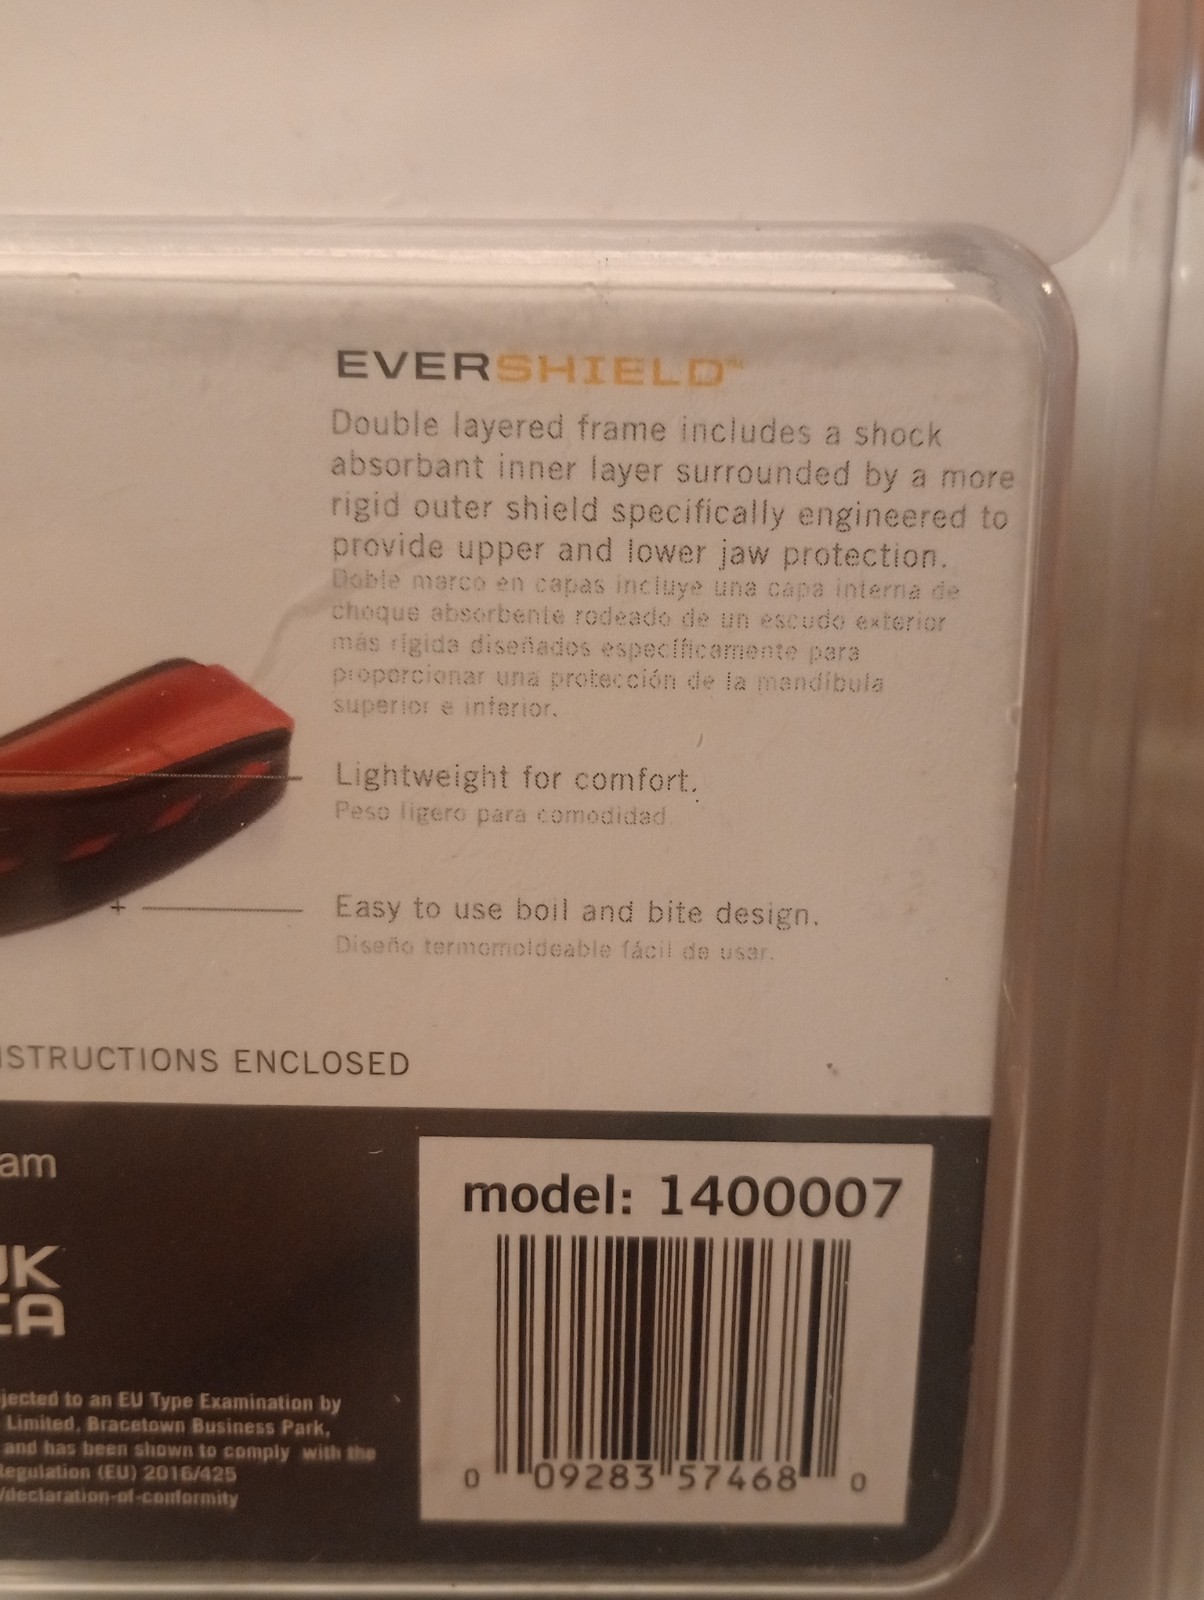 EVERSHIELD™
Double layered frame includes a shock
absorbant inner layer surrounded by a more
rigid outer shield specifically engineered to
provide upper and lower jaw protection.
Doble marco en capas incluye una capa interna de
choque absorbente rodeado de un escudo exterior
más rígida diseñados específicamente para
proporcionar una protección de la mandíbula
superior e inferior.
Lightweight for comfort.
Peso ligero para comodidad.
Easy to use boil and bite design.
Diseño termomoldeable fácil de usar.
STRUCTIONS ENCLOSED
am
model: 1400007
UK
CA
jected to an EU Type Examination by
Limited, Bracetown Business Park,
and has been shown to comply with the
Regulation (EU) 2016/425
/declaration-of-conformity
0 09283 57468 0